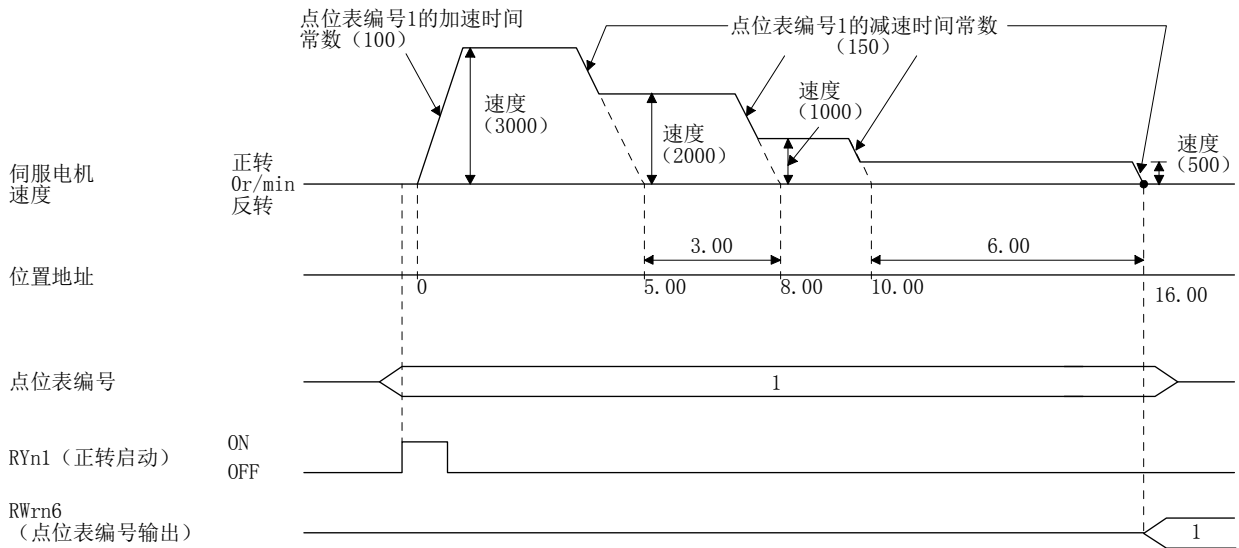 点位表编号1的加速时间
常数（100）
点位表编号1的减速时间常数
（150）
速度
（3000）
速度
（2000）
速度
（1000）
速度
（500）
伺服电机
速度
正转
0r/min
反转
3.00
6.00
位置地址
0
5.00
8.00
10.00
16.00
点位表编号
1
RYn1（正转启动）
ON
OFF
RWrn6
（点位表编号输出）
1